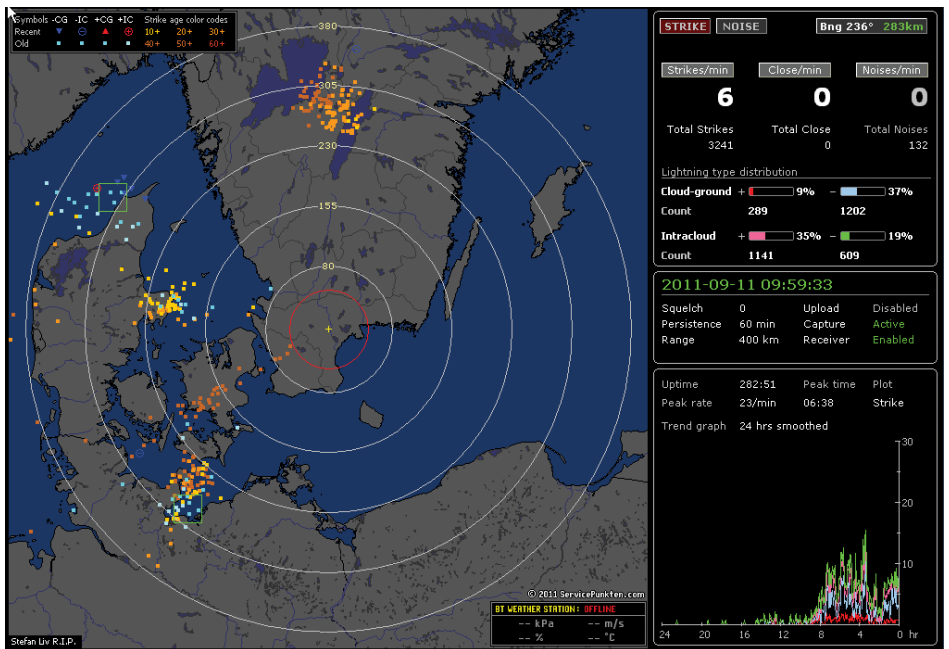 Symbols -CG -IC +CG +IC Strike age color codes
Recent 10+ 20+ 30+
Old 40+ 50+ 60+
380
305
230
155
80
© 2011 ServicePunkten.com
BT WEATHER STATION: OFFLINE
-- kPa -- m/s
-- % -- °C
Stefan Liv R.I.P.
STRIKE NOISE Bng 236° 283km
Strikes/min Close/min Noises/min
6 0 0
Total Strikes Total Close Total Noises
3241 0 132
Lightning type distribution
Cloud-ground + 9% - 37%
Count 289 1202
Intracloud + 35% - 19%
Count 1141 609
2011-09-11 09:59:33
Squelch 0 Upload Disabled
Persistence 60 min Capture Active
Range 400 km Receiver Enabled
Uptime 282:51 Peak time Plot
Peak rate 23/min 06:38 Strike
Trend graph 24 hrs smoothed
30
20
10
24 20 16 12 8 4 0 hr